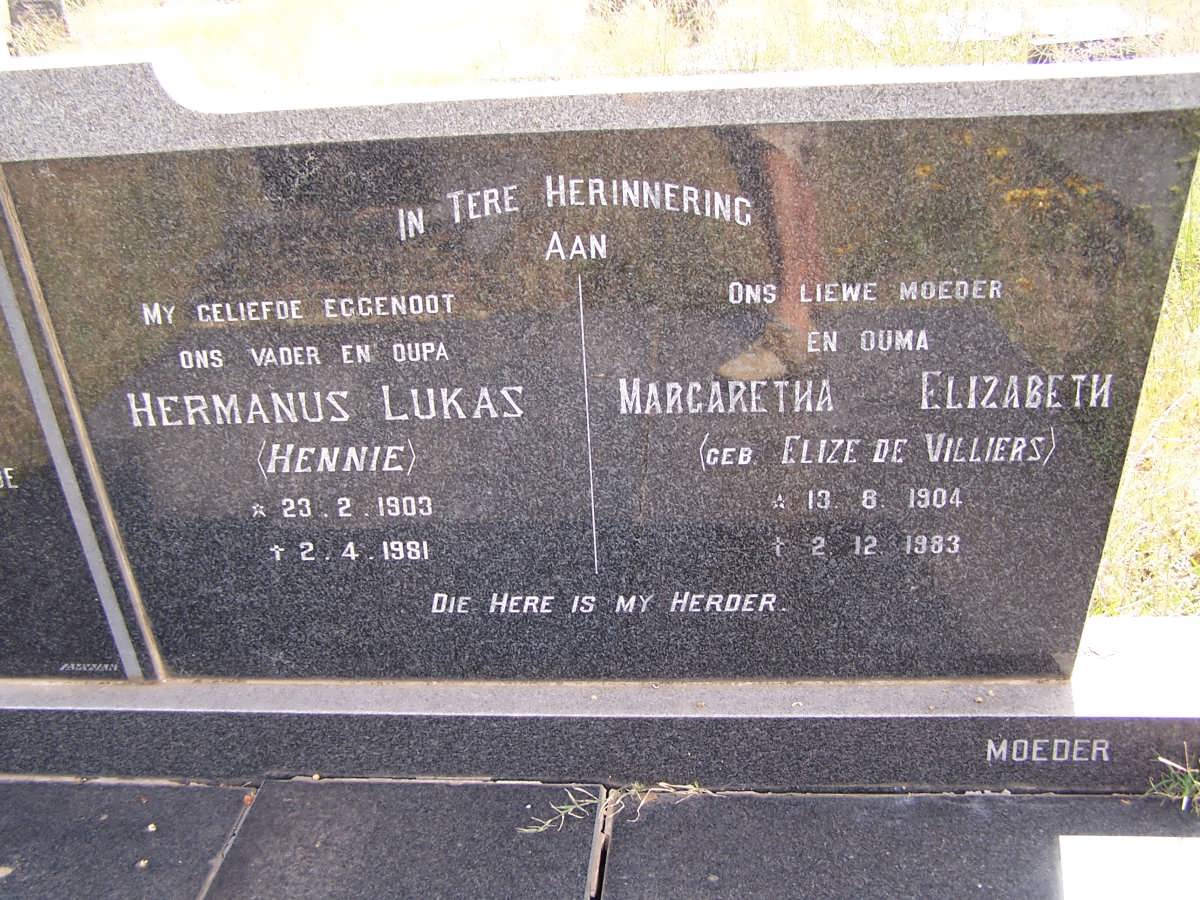 IN TERE HERINNERING
AAN
MY GELIEFDE EGGENOOT
ONS VADER EN OUPA
HERMANUS LUKAS
(HENNIE)
☆ 23.2.1903
† 2.4.1981
ONS LIEWE MOEDER
EN OUMA
MARGARETHA ELIZABETH
(GEB. ELIZE DE VILLIERS)
☆ 13 8 1904
† 2 12 1983
DIE HERE IS MY HERDER.
MOEDER